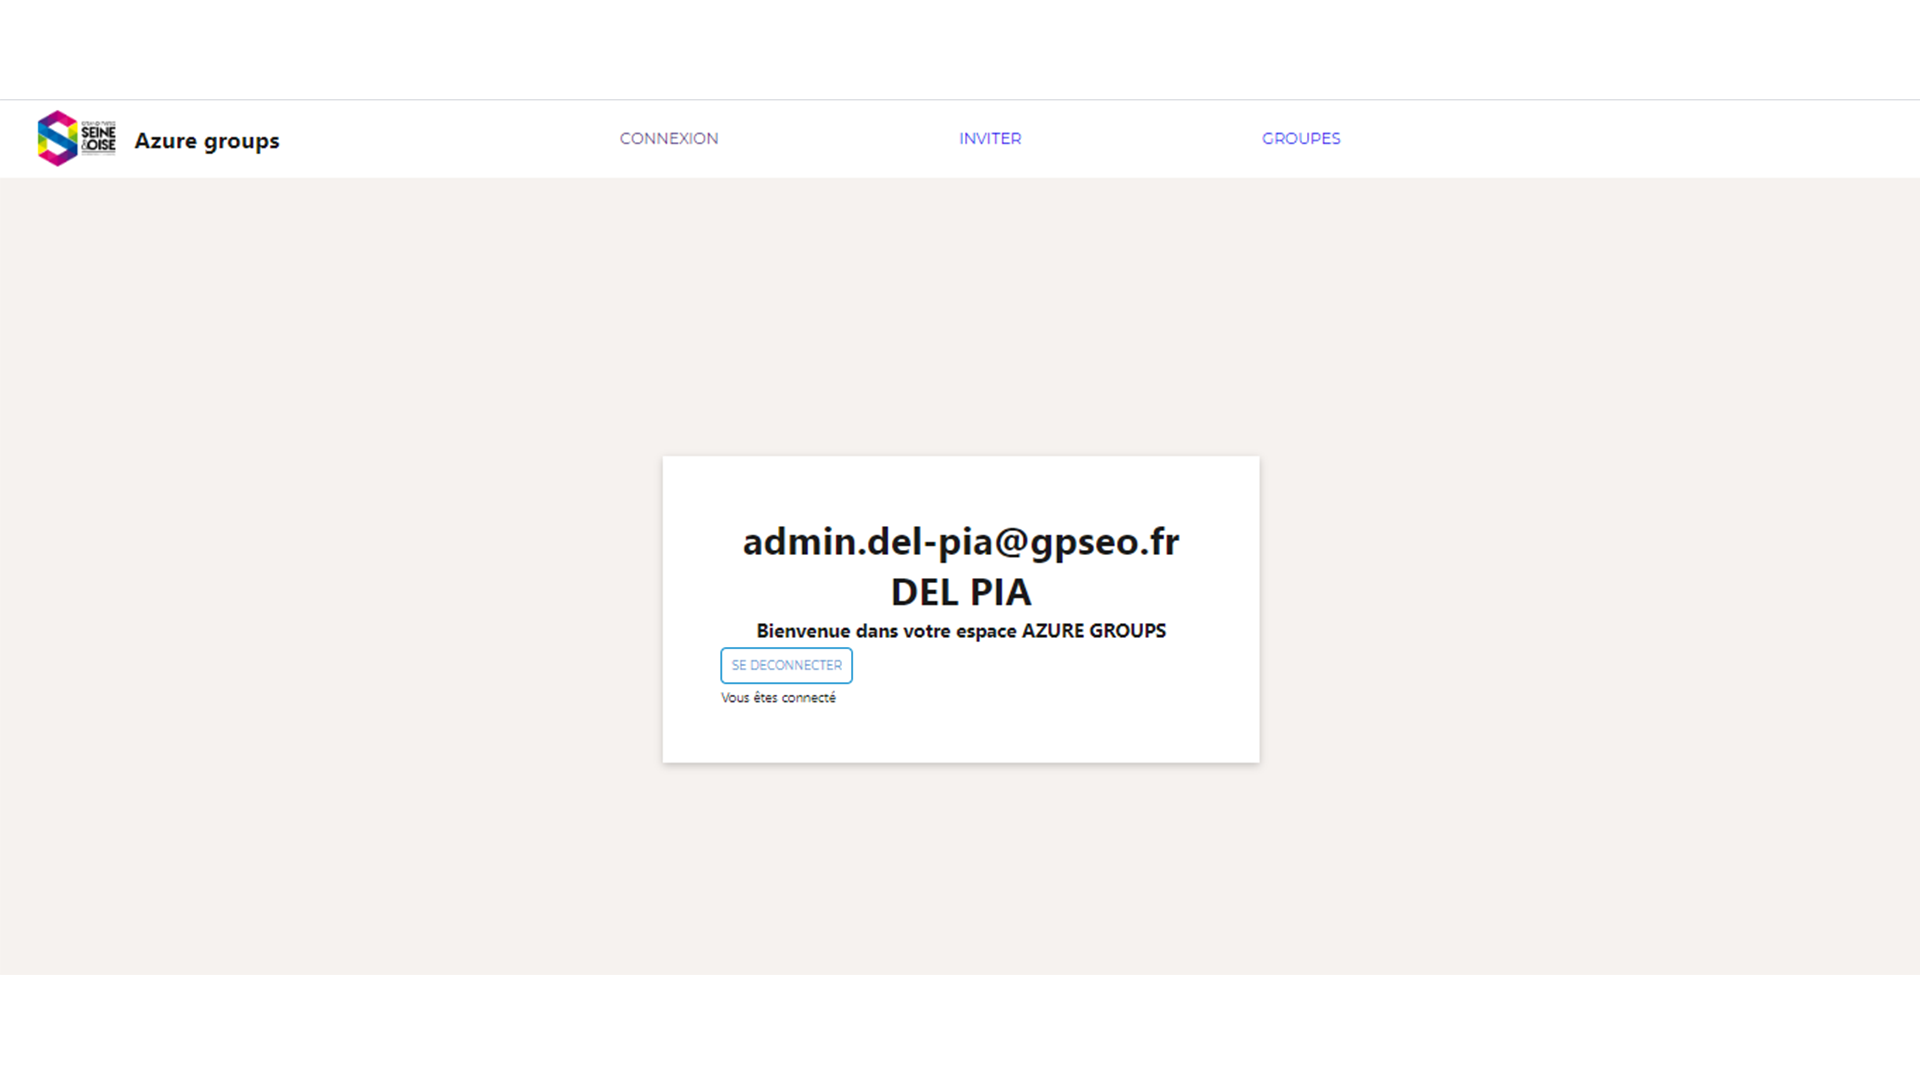 SEINE
&OISE
Azure groups
CONNEXION
INVITER
GROUPES
admin.del-pia@gpseo.fr
DEL PIA
Bienvenue dans votre espace AZURE GROUPS
SE DECONNECTER
Vous êtes connecté